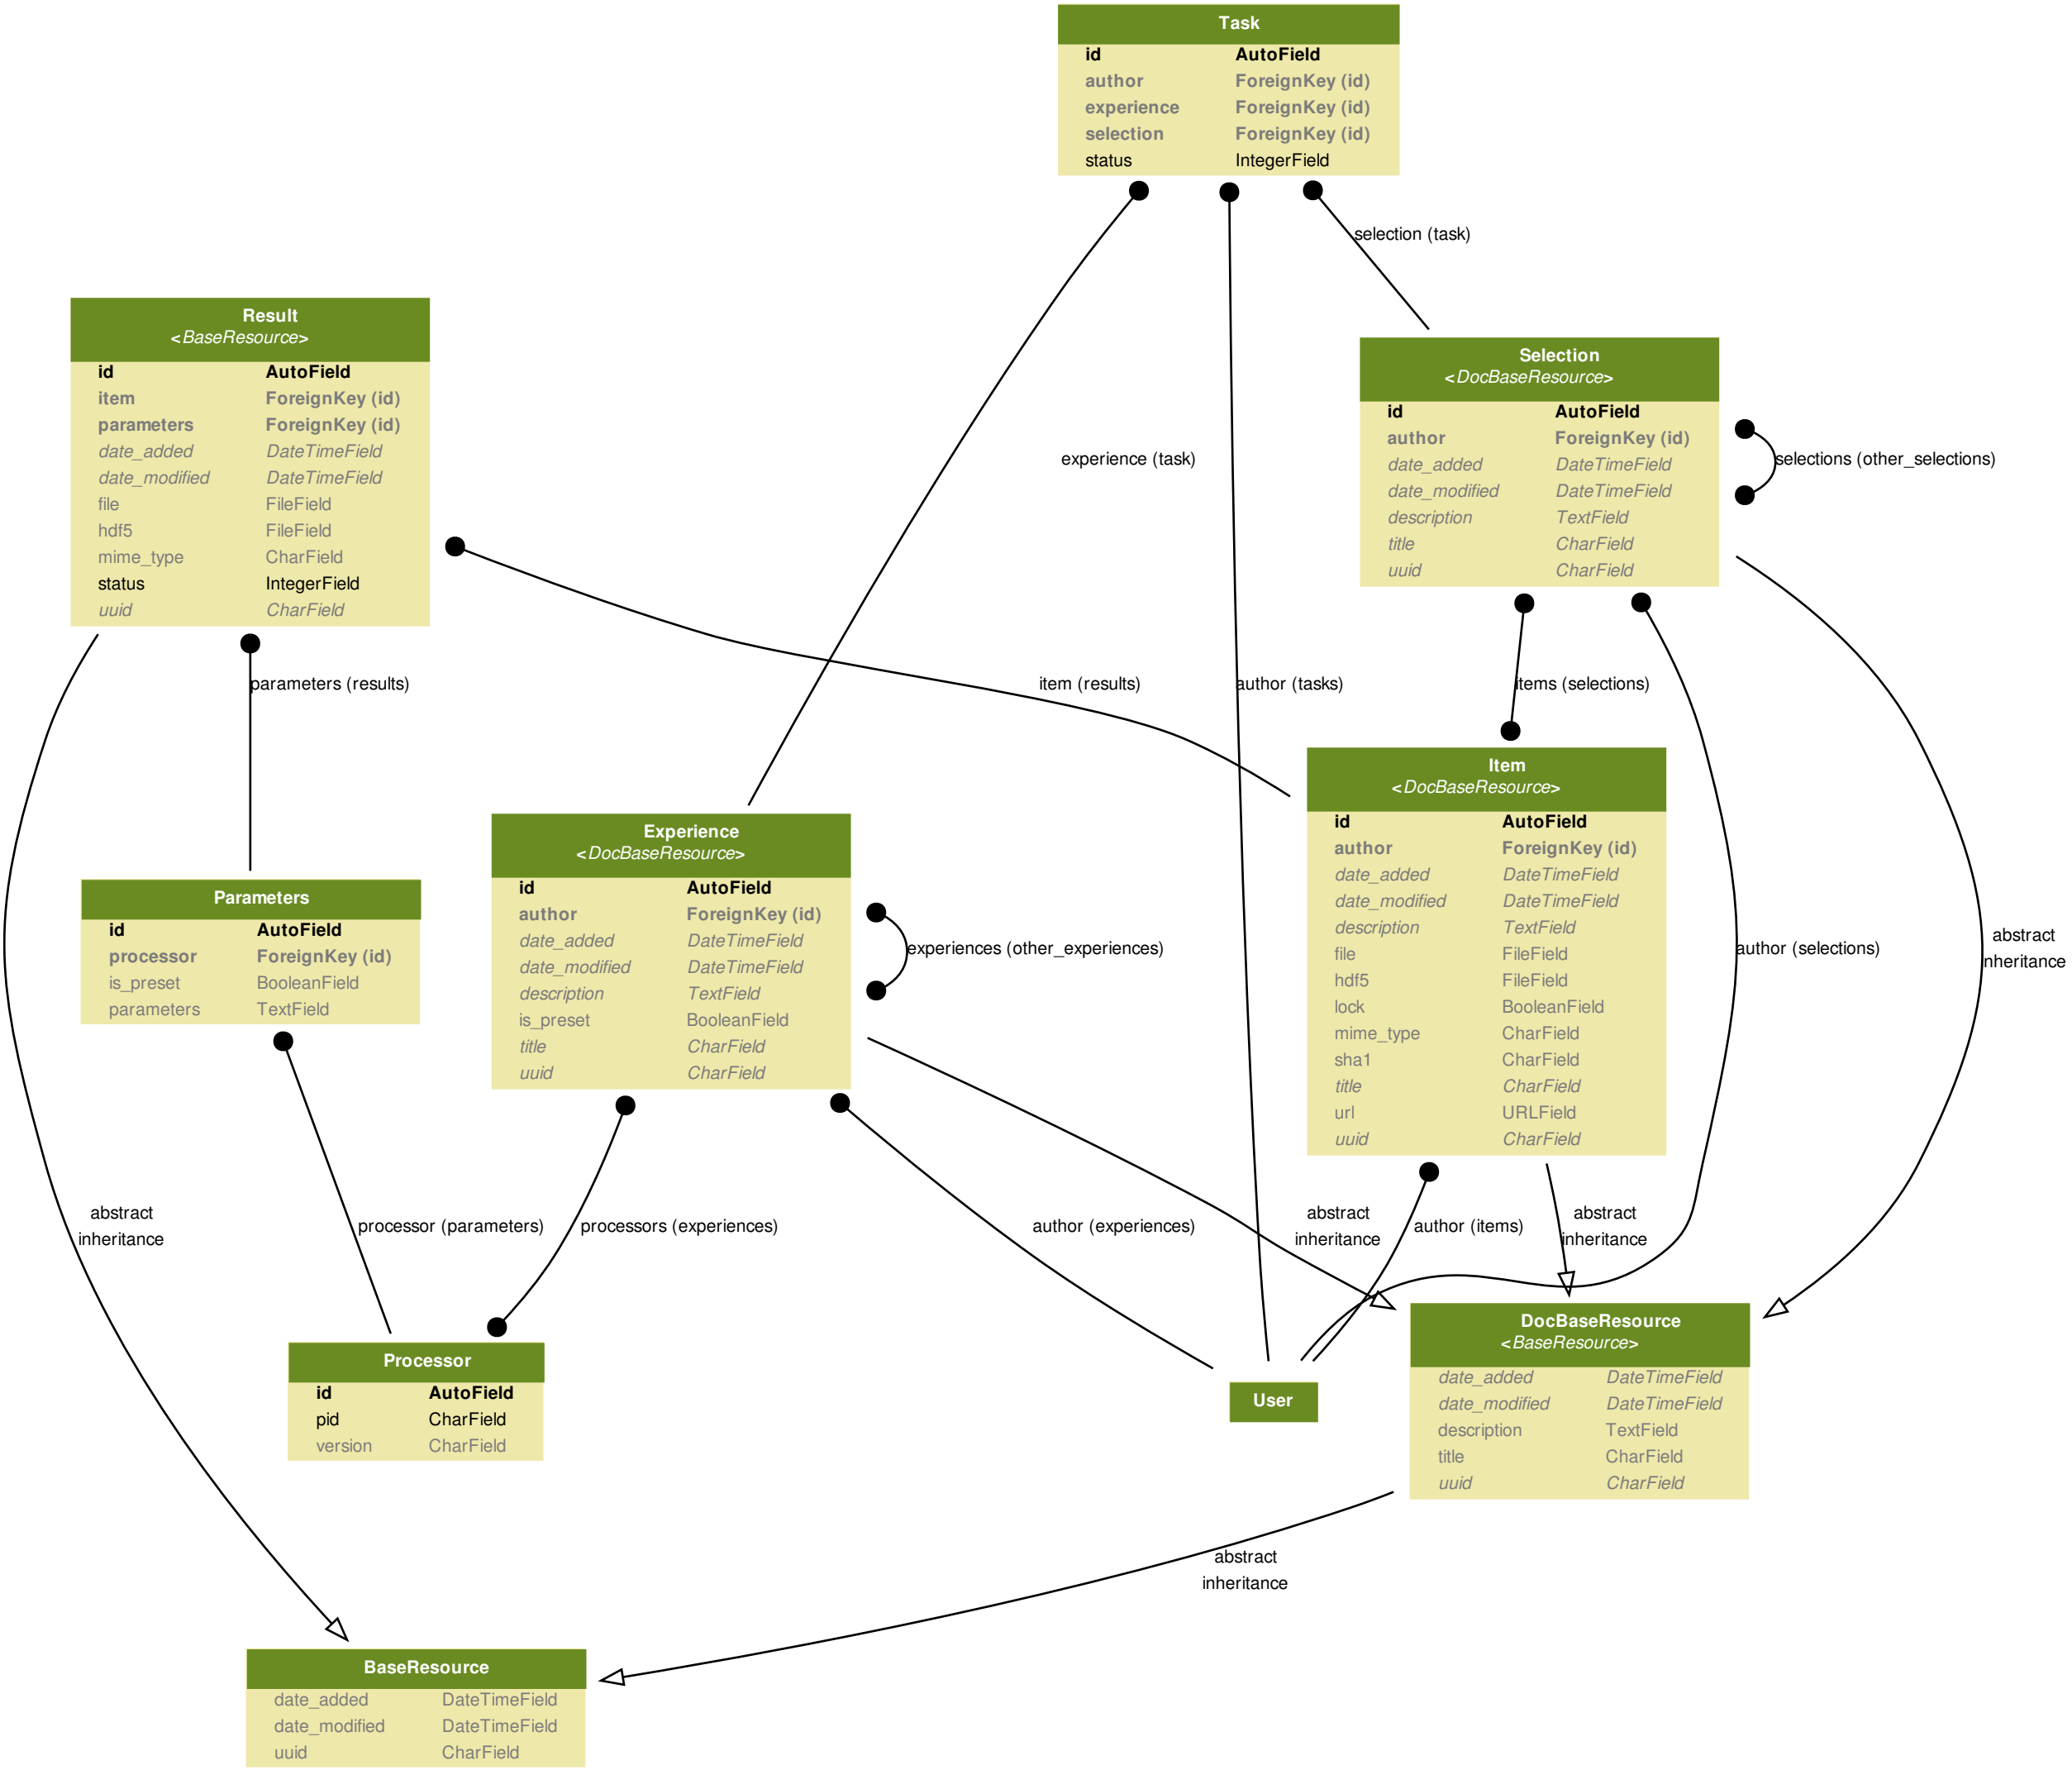 Task
id AutoField
author ForeignKey (id)
experience ForeignKey (id)
selection ForeignKey (id)
status IntegerField
selection (task)
Result
<BaseResource>
id AutoField
item ForeignKey (id)
parameters ForeignKey (id)
date_added DateTimeField
date_modified DateTimeField
file FileField
hdf5 FileField
mime_type CharField
status IntegerField
uuid CharField
Selection
<DocBaseResource>
id AutoField
author ForeignKey (id)
date_added DateTimeField
date_modified DateTimeField
description TextField
title CharField
uuid CharField
experience (task)
selections (other_selections)
parameters (results)
item (results)
author (tasks)
items (selections)
Item
<DocBaseResource>
id AutoField
author ForeignKey (id)
date_added DateTimeField
date_modified DateTimeField
description TextField
file FileField
hdf5 FileField
lock BooleanField
mime_type CharField
sha1 CharField
title CharField
url URLField
uuid CharField
Experience
<DocBaseResource>
id AutoField
author ForeignKey (id)
date_added DateTimeField
date_modified DateTimeField
description TextField
is_preset BooleanField
title CharField
uuid CharField
Parameters
id AutoField
processor ForeignKey (id)
is_preset BooleanField
parameters TextField
experiences (other_experiences)
author (selections)
abstract
inheritance
abstract
inheritance
processor (parameters)
processors (experiences)
author (experiences)
abstract
inheritance
author (items)
abstract
inheritance
Processor
id AutoField
pid CharField
version CharField
User
DocBaseResource
<BaseResource>
date_added DateTimeField
date_modified DateTimeField
description TextField
title CharField
uuid CharField
abstract
inheritance
BaseResource
date_added DateTimeField
date_modified DateTimeField
uuid CharField